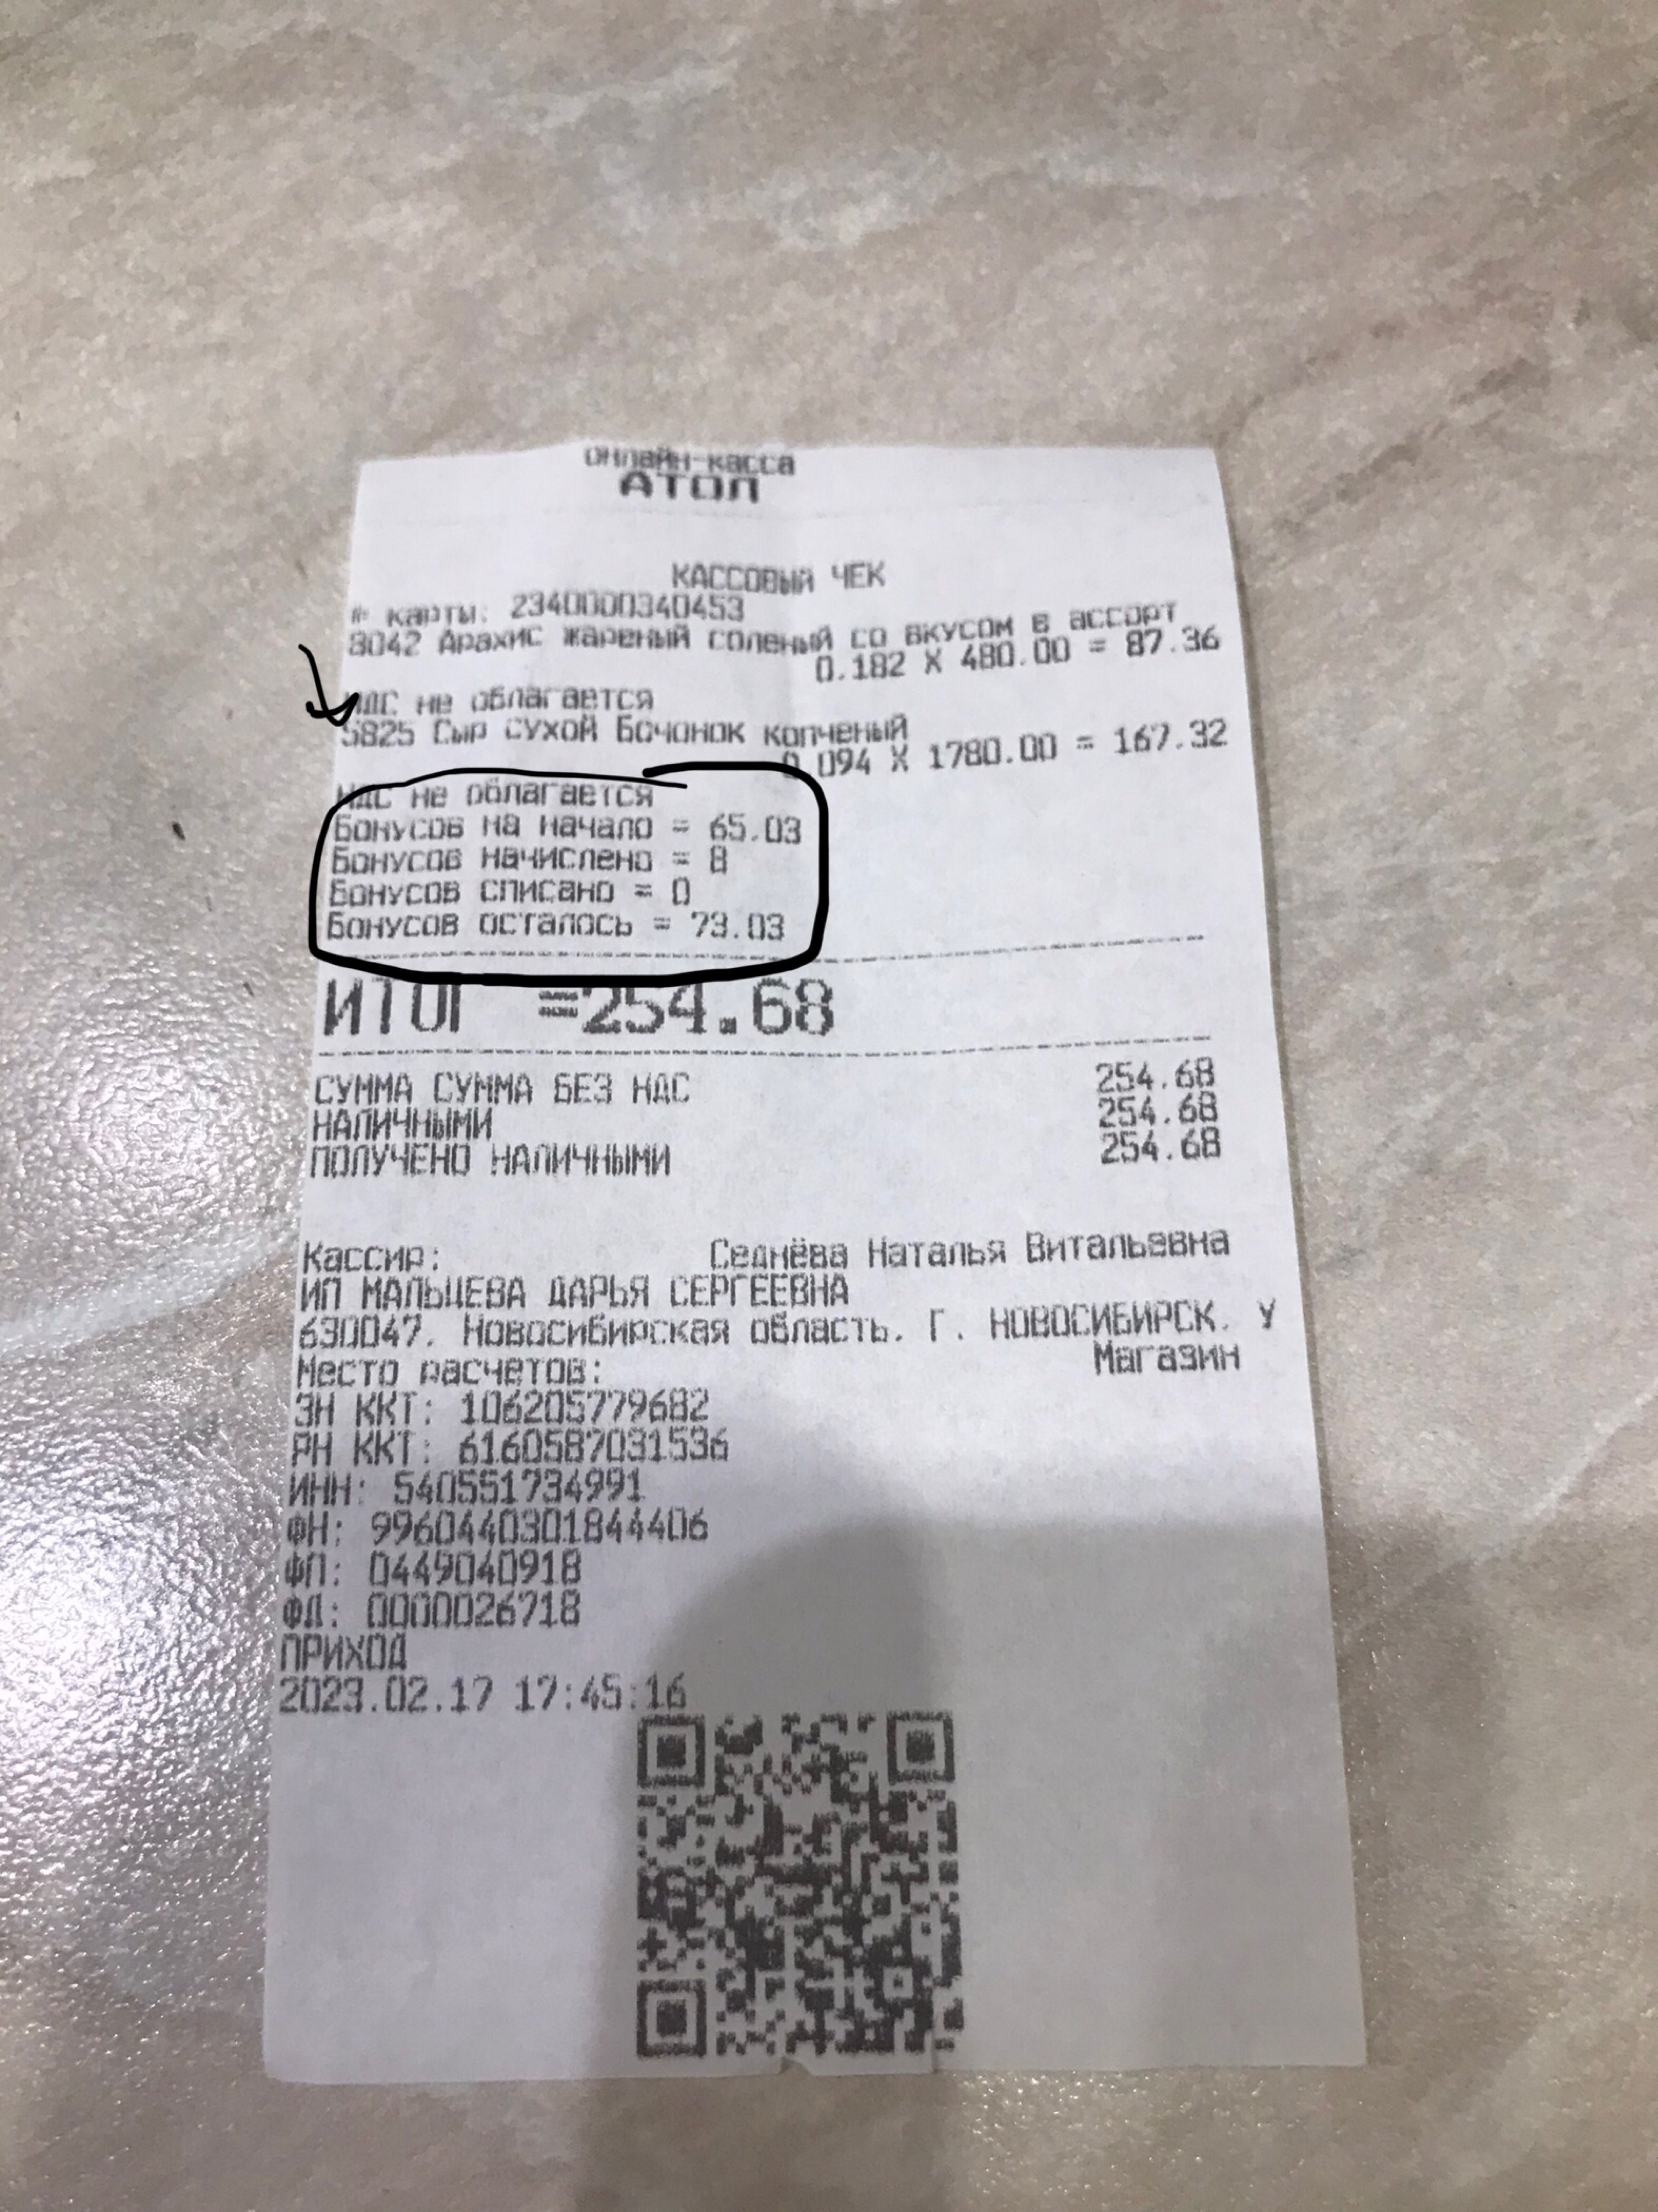 онлайн-касса
АТОЛ
КАССОВЫЙ ЧЕК
№ карты: 2340000340453
8042 Арахис жареный соленый со вкусом в ассорт
0.182 X 480.00 = 87.36
НДС не облагается
5825 Сыр сухой Бочонок копченый
0.094 X 1780.00 = 167.32
НДС не облагается
Бонусов на начало = 65.03
Бонусов начислено = 8
Бонусов списано = 0
Бонусов осталось = 73.03
ИТОГ =254.68
СУММА СУММА БЕЗ НДС 254.68
НАЛИЧНЫМИ 254.68
ПОЛУЧЕНО НАЛИЧНЫМИ 254.68
Кассир: Седнёва Наталья Витальевна
ИП МАЛЬЦЕВА ДАРЬЯ СЕРГЕЕВНА
630047, Новосибирская область, Г. НОВОСИБИРСК, У
Место расчетов: Магазин
ЗН ККТ: 106205779682
РН ККТ: 6160587031536
ИНН: 540551734991
ФН: 9960440301844406
ФП: 0449040918
ФД: 0000026718
ПРИХОД
2023.02.17 17:45:16